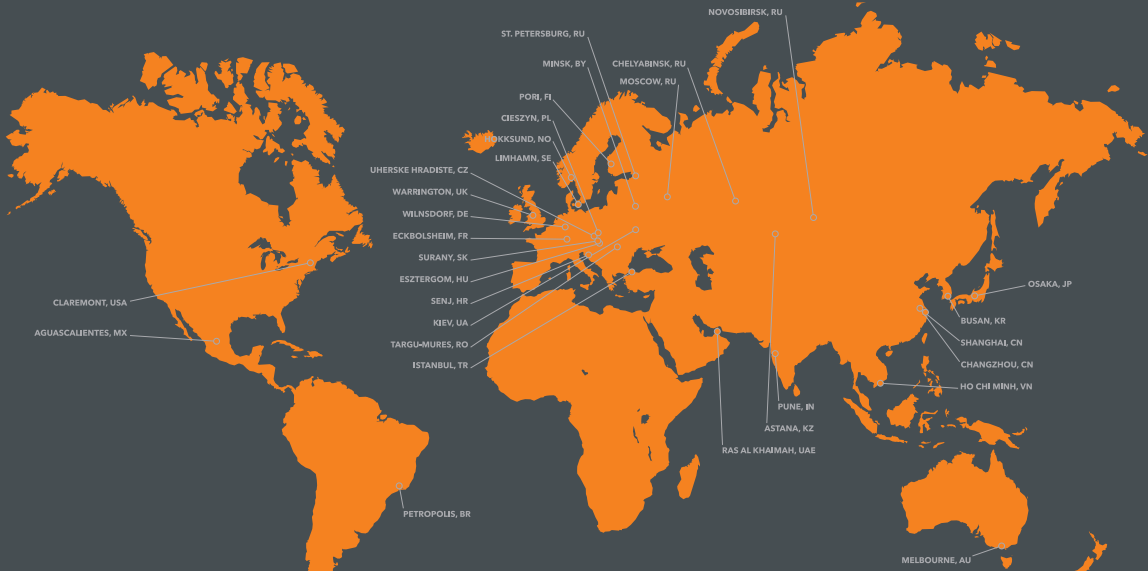 NOVOSIBIRSK, RU
ST. PETERSBURG, RU
MINSK, BY
CHELYABINSK, RU
MOSCOW, RU
PORI, FI
CIESZYN, PL
HOKKSUND, NO
LIMHAMN, SE
UHERSKE HRADISTE, CZ
WARRINGTON, UK
WILNSDORF, DE
ECKBOLSHEIM, FR
SURANY, SK
ESZTERGOM, HU
SENJ, HR
KIEV, UA
TARGU-MURES, RO
ISTANBUL, TR
CLAREMONT, USA
AGUASCALIENTES, MX
OSAKA, JP
BUSAN, KR
SHANGHAI, CN
CHANGZHOU, CN
HO CHI MINH, VN
PUNE, IN
ASTANA, KZ
RAS AL KHAIMAH, UAE
PETROPOLIS, BR
MELBOURNE, AU